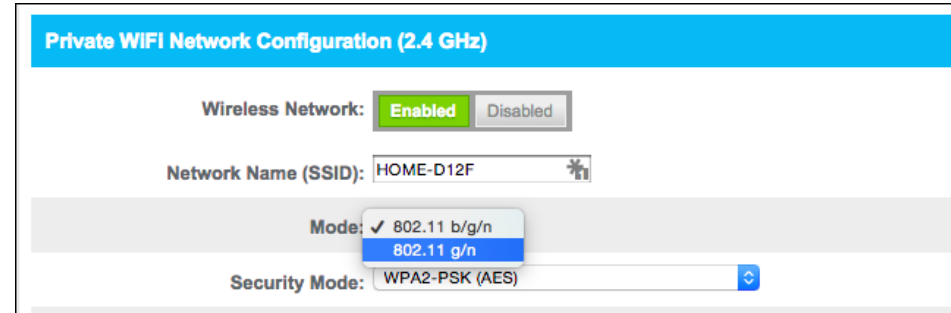 Private WiFi Network Configuration (2.4 GHz)
Wireless Network: Enabled Disabled
Network Name (SSID): HOME-D12F
Mode: ✓ 802.11 b/g/n
802.11 g/n
Security Mode: WPA2-PSK (AES)